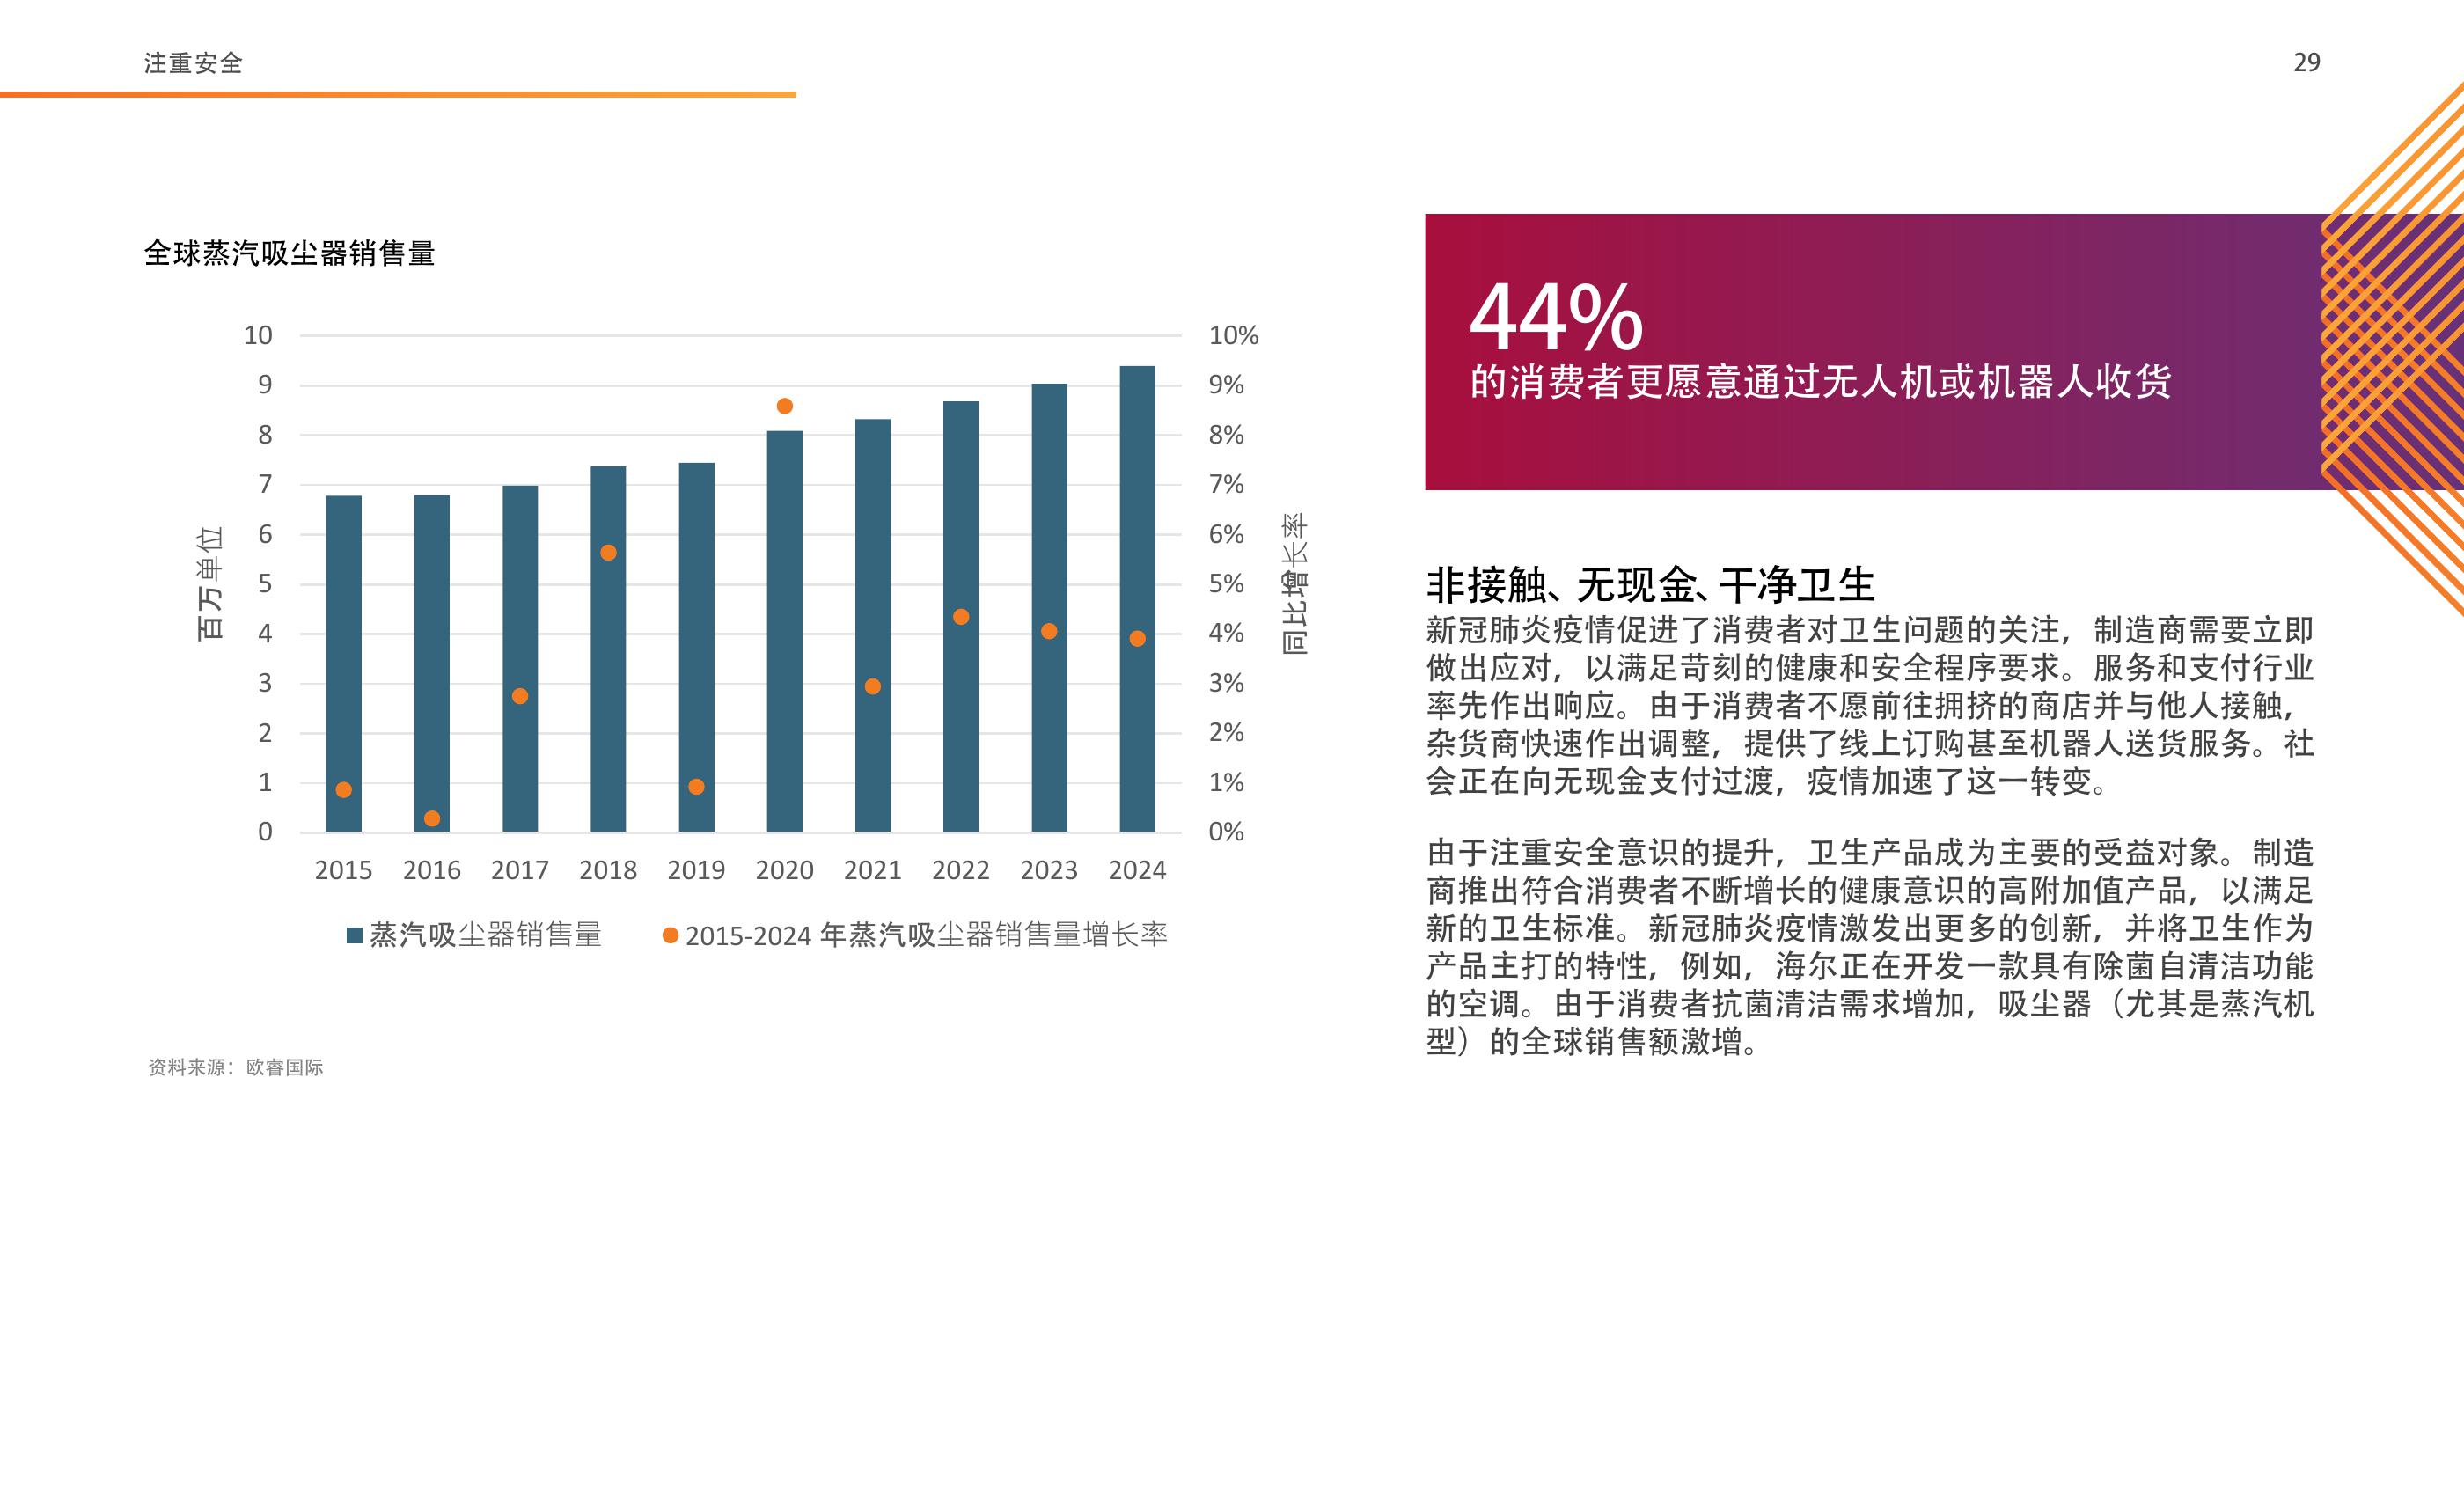 注重安全
29
全球蒸汽吸尘器销售量
10
9
8
7
6
5
4
3
2
1
0
百万单位
10%
9%
8%
7%
6%
5%
4%
3%
2%
1%
0%
同比增长率
2015 2016 2017 2018 2019 2020 2021 2022 2023 2024
蒸汽吸尘器销售量
2015-2024 年蒸汽吸尘器销售量增长率
资料来源：欧睿国际
44%
的消费者更愿意通过无人机或机器人收货
非接触、无现金、干净卫生
新冠肺炎疫情促进了消费者对卫生问题的关注，制造商需要立即
做出应对，以满足苛刻的健康和安全程序要求。服务和支付行业
率先作出响应。由于消费者不愿前往拥挤的商店并与他人接触，
杂货商快速作出调整，提供了线上订购甚至机器人送货服务。社
会正在向无现金支付过渡，疫情加速了这一转变。
由于注重安全意识的提升，卫生产品成为主要的受益对象。制造
商推出符合消费者不断增长的健康意识的高附加值产品，以满足
新的卫生标准。新冠肺炎疫情激发出更多的创新，并将卫生作为
产品主打的特性，例如，海尔正在开发一款具有除菌自清洁功能
的空调。由于消费者抗菌清洁需求增加，吸尘器（尤其是蒸汽机
型）的全球销售额激增。